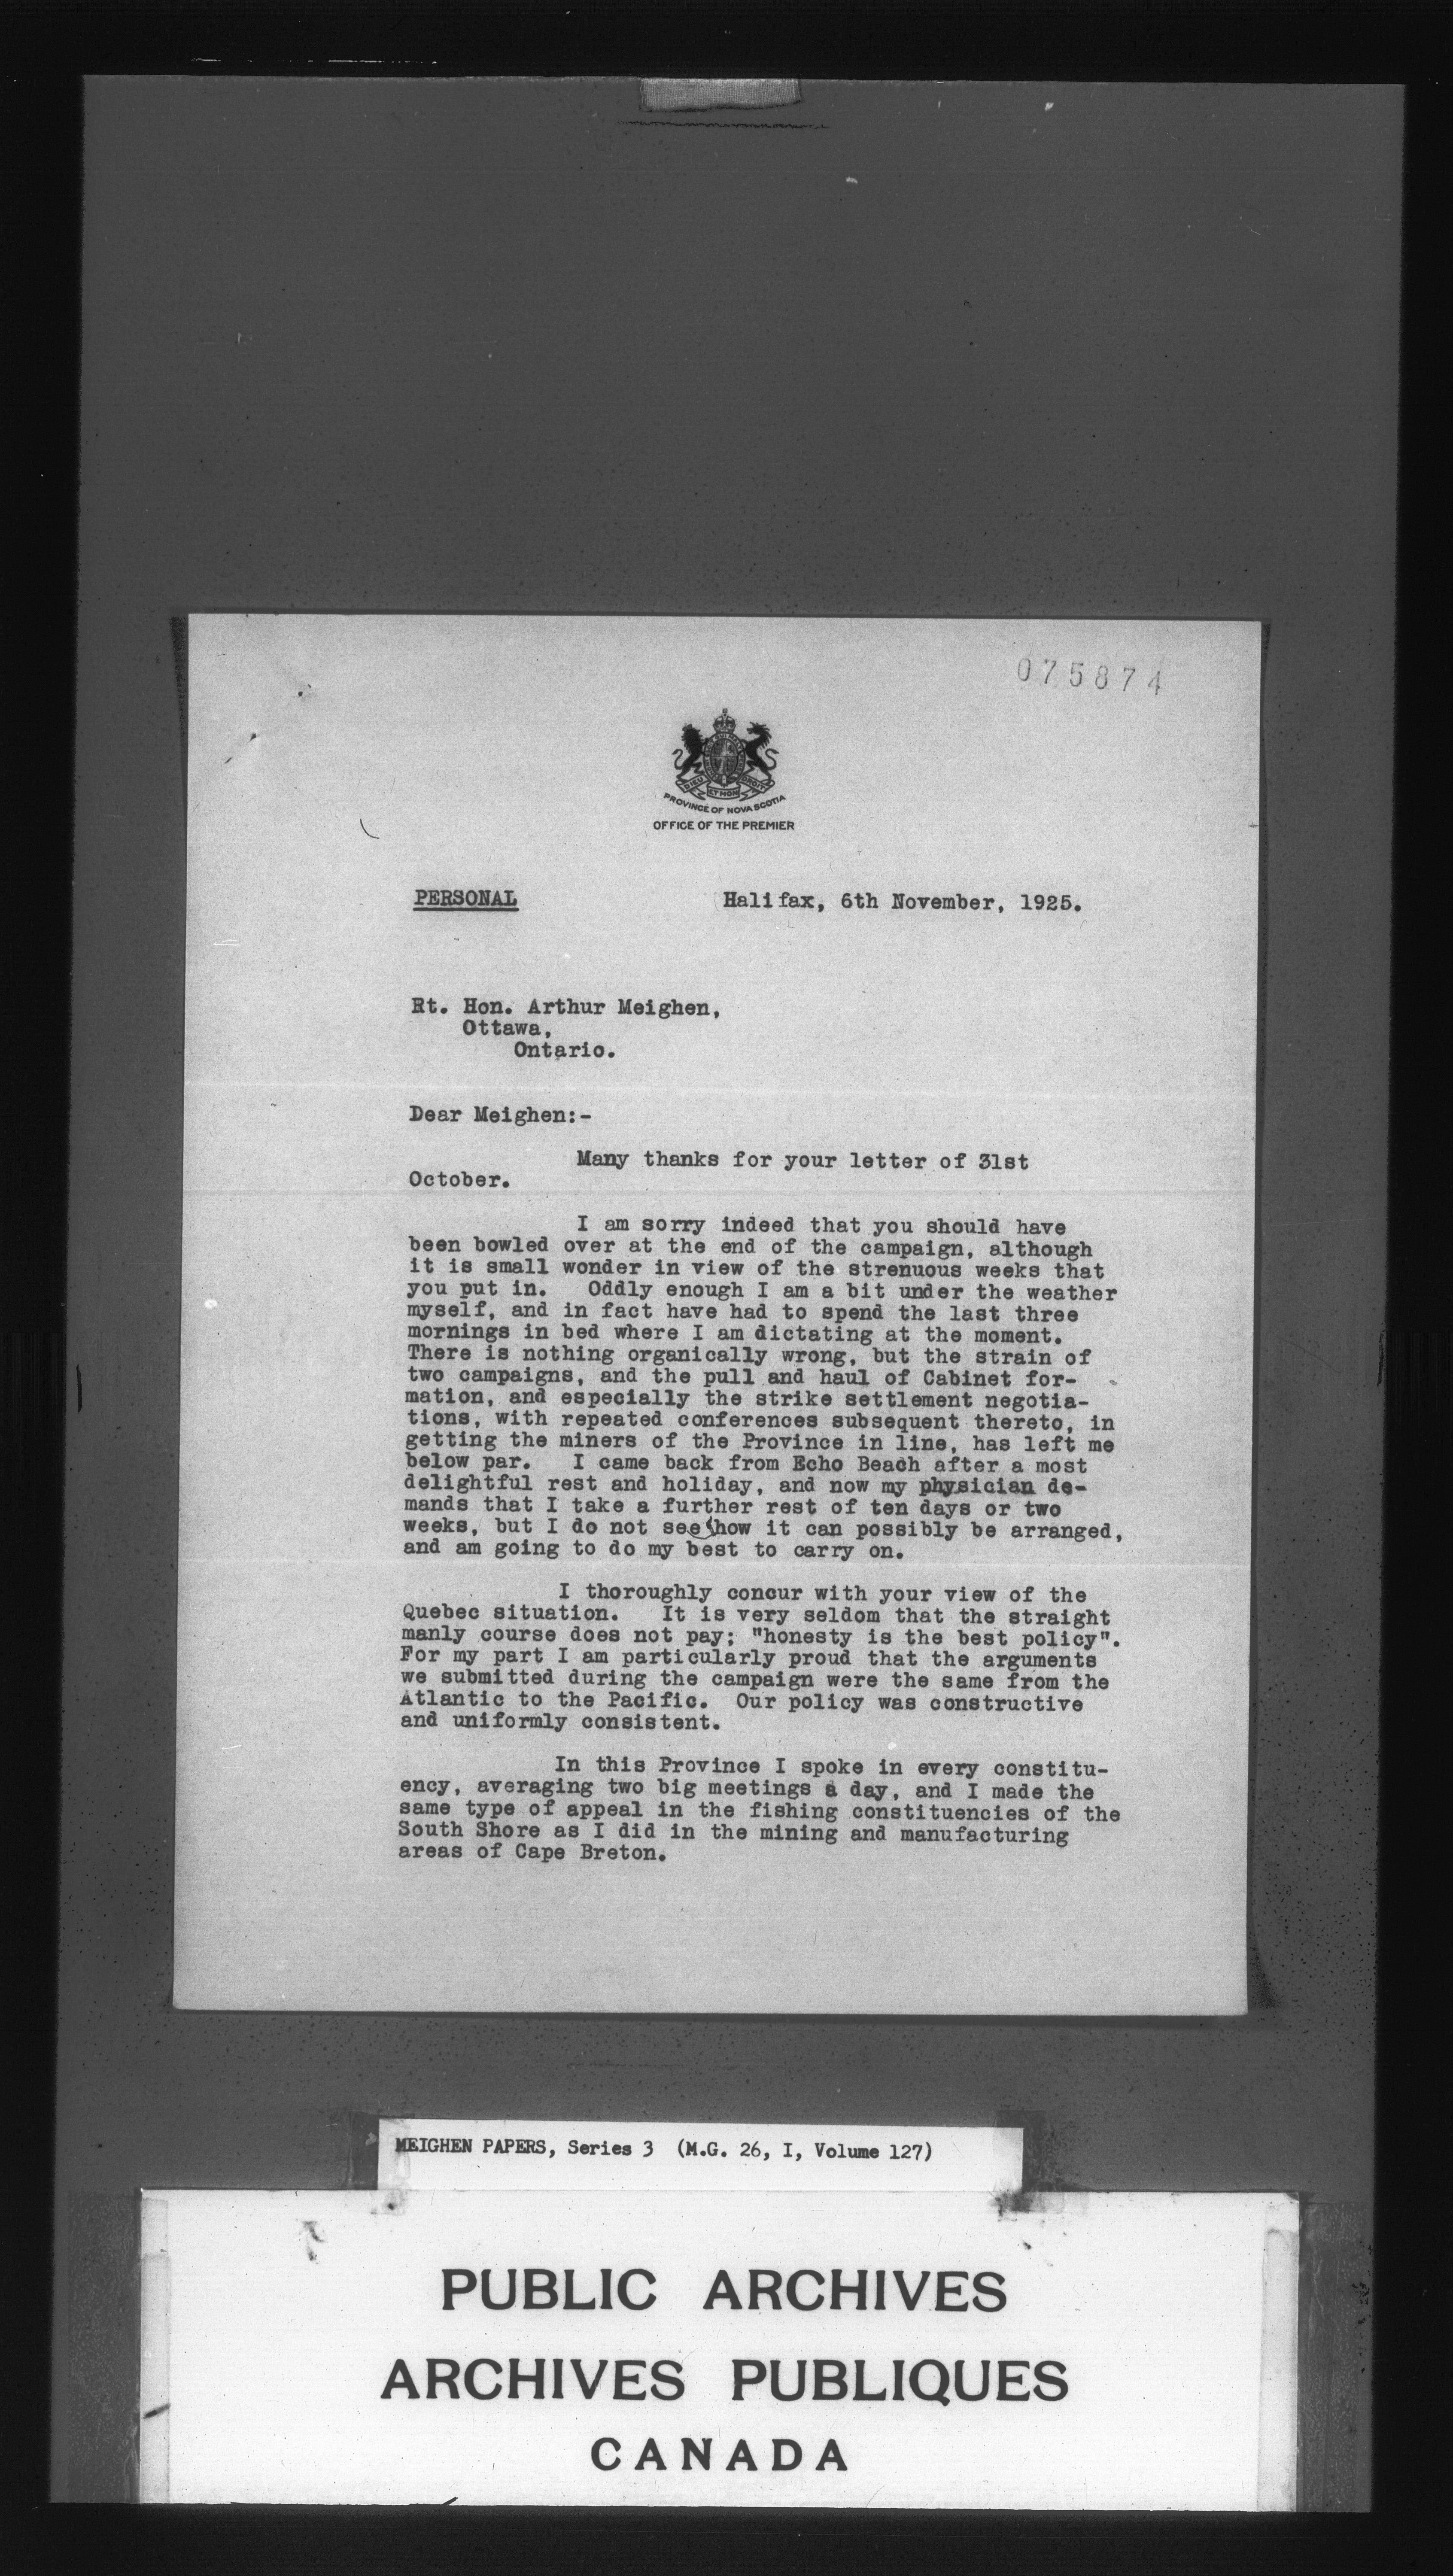 075874
DIEU ET MON DROIT
PROVINCE OF NOVA SCOTIA
OFFICE OF THE PREMIER
PERSONAL Halifax, 6th November, 1925.
Rt. Hon. Arthur Meighen,
Ottawa,
Ontario.
Dear Meighen:-
Many thanks for your letter of 31st
October.
I am sorry indeed that you should have
been bowled over at the end of the campaign, although
it is small wonder in view of the strenuous weeks that
you put in. Oddly enough I am a bit under the weather
myself, and in fact have had to spend the last three
mornings in bed where I am dictating at the moment.
There is nothing organically wrong, but the strain of
two campaigns, and the pull and haul of Cabinet for-
mation, and especially the strike settlement negotia-
tions, with repeated conferences subsequent thereto, in
getting the miners of the Province in line, has left me
below par. I came back from Echo Beach after a most
delightful rest and holiday, and now my physician de-
mands that I take a further rest of ten days or two
weeks, but I do not see how it can possibly be arranged,
and am going to do my best to carry on.
I thoroughly concur with your view of the
Quebec situation. It is very seldom that the straight
manly course does not pay; "honesty is the best policy".
For my part I am particularly proud that the arguments
we submitted during the campaign were the same from the
Atlantic to the Pacific. Our policy was constructive
and uniformly consistent.
In this Province I spoke in every constitu-
ency, averaging two big meetings a day, and I made the
same type of appeal in the fishing constituencies of the
South Shore as I did in the mining and manufacturing
areas of Cape Breton.
MEIGHEN PAPERS, Series 3 (M.G. 26, I, Volume 127)
PUBLIC ARCHIVES
ARCHIVES PUBLIQUES
CANADA